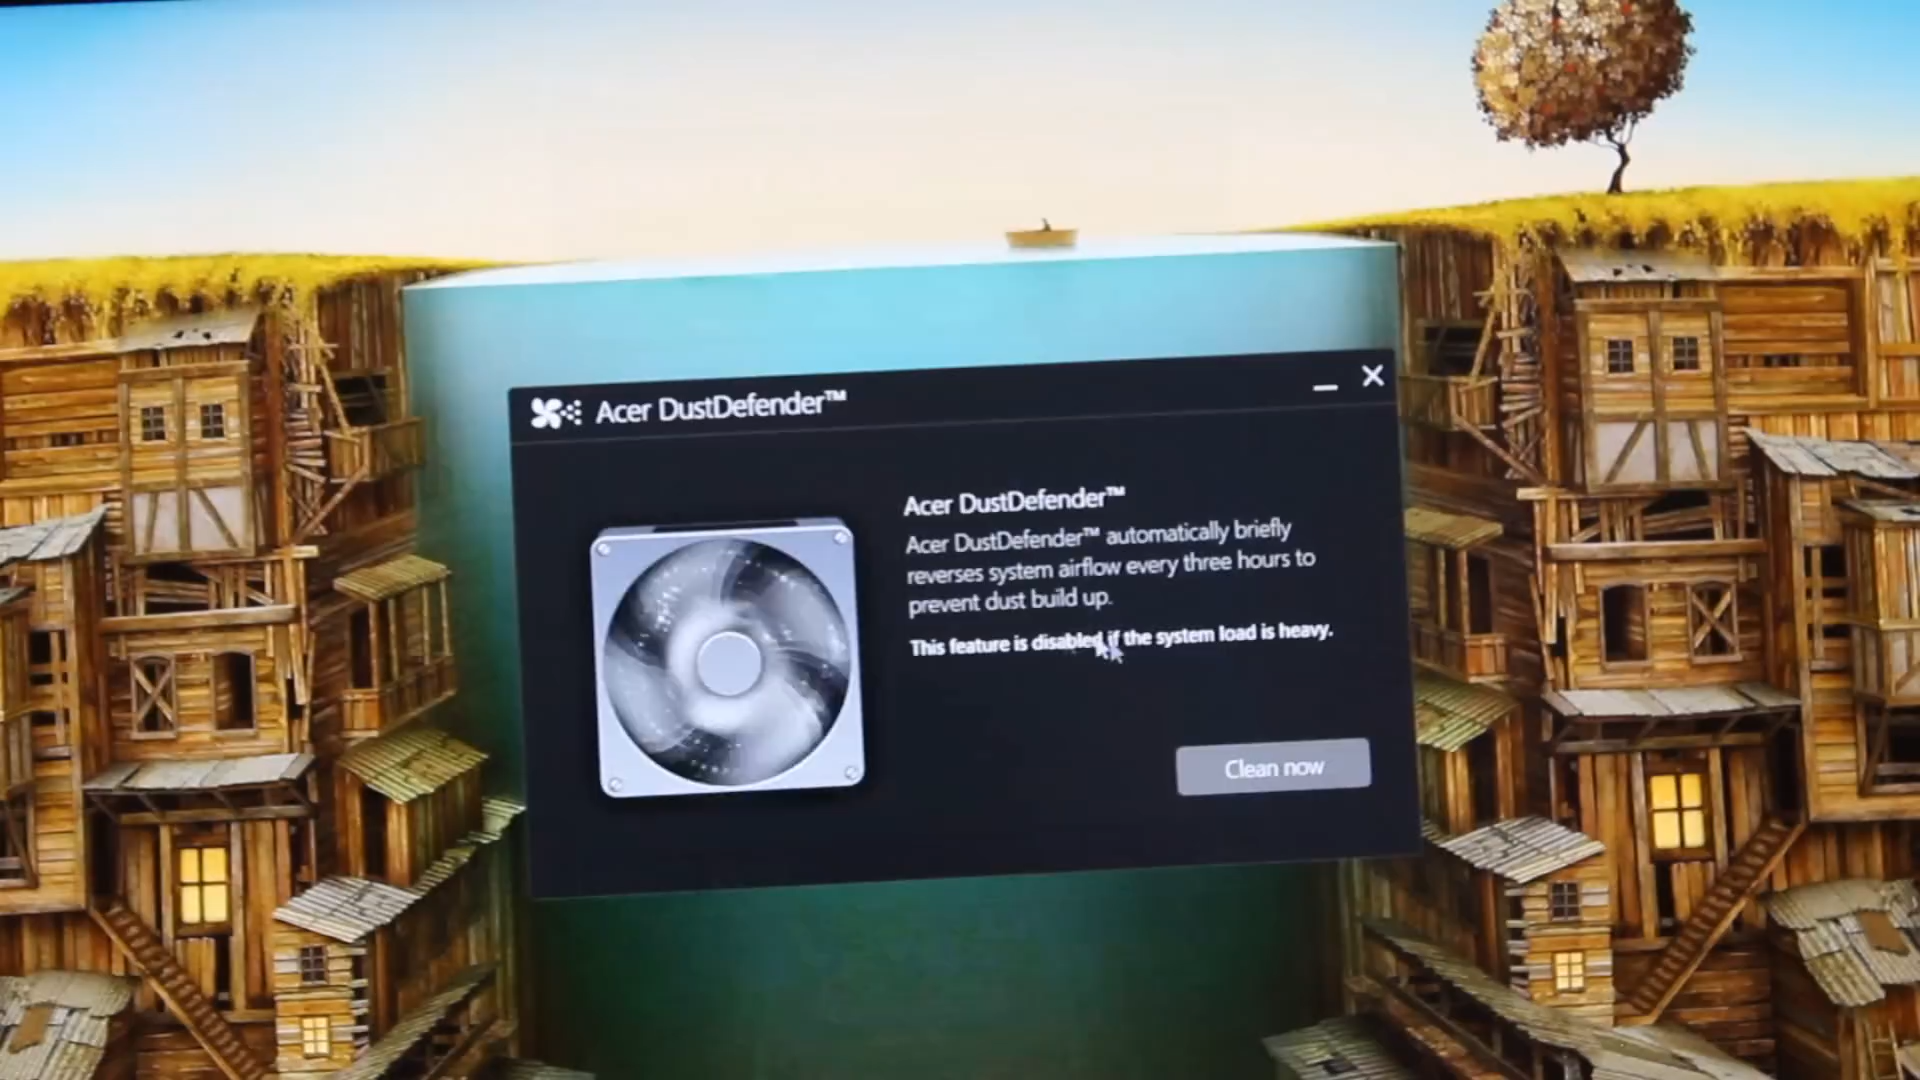 Acer DustDefender™
Acer DustDefender™
Acer DustDefender™ automatically briefly
reverses system airflow every three hours to
prevent dust build up.
This feature is disabled if the system load is heavy.
Clean now